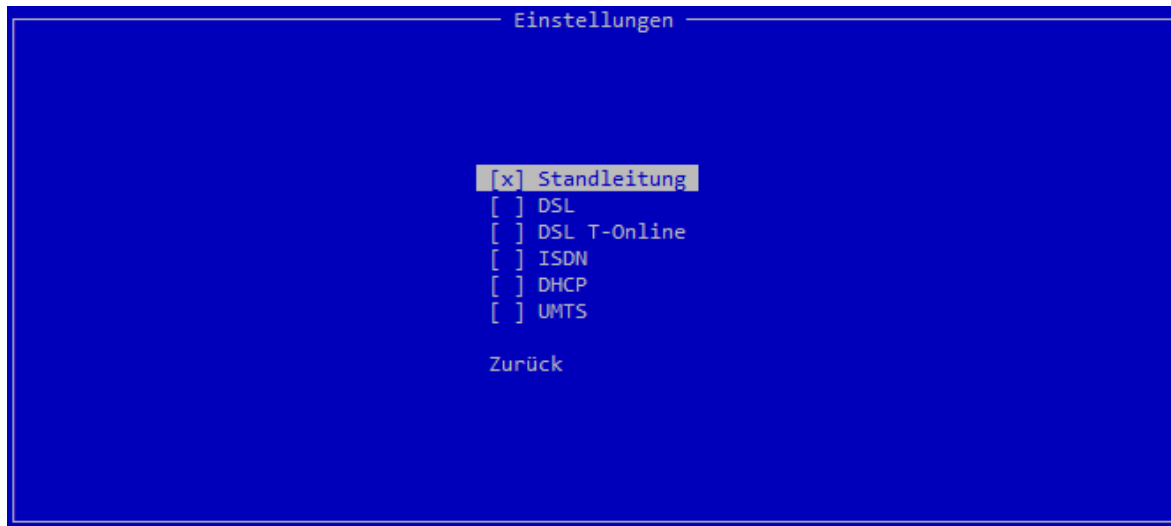 Einstellungen
[x] Standleitung
[ ] DSL
[ ] DSL T-Online
[ ] ISDN
[ ] DHCP
[ ] UMTS
Zurück